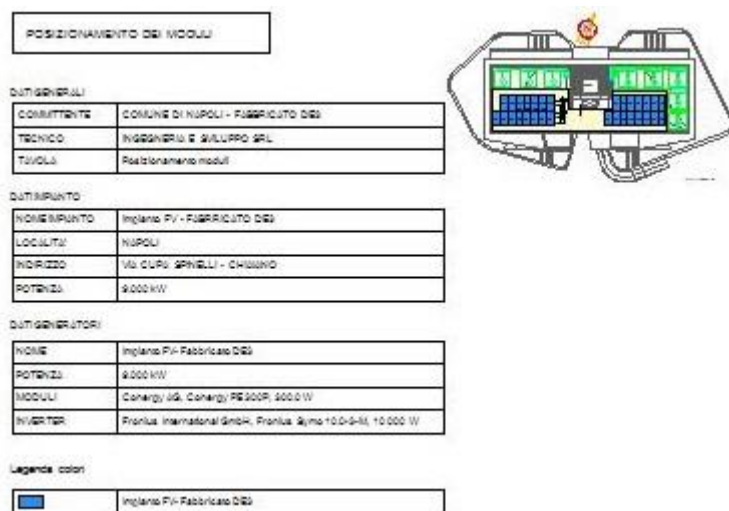 POSIZIONAMENTO DEI MODULI
DATI GENERALI
COMMITTENTE COMUNE DI NAPOLI - FABBRICATO DE3
TECNICO INGEGNERIA E SVILUPPO SRL
TAVOLA Posizionamento moduli
DATI IMPIANTO
NOME IMPIANTO Impianto FV - FABBRICATO DE3
LOCALITA' NAPOLI
INDIRIZZO VIA CUPA SPINELLI - CHIAIANO
POTENZA 9.000 kW
DATI GENERATORI
NOME Impianto FV- Fabbricato DE3
POTENZA 9.000 kW
MODULI Conergy AG, Conergy PE 300P, 300.0 W
INVERTER Fronius International GmbH, Fronius Symo 10.0-3-M, 10 000 W
Legenda colori
Impianto FV- Fabbricato DE3